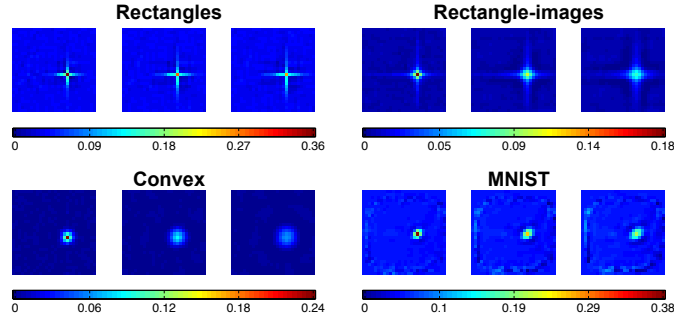 Rectangles
Rectangle-images
0 0.09 0.18 0.27 0.36
0 0.05 0.09 0.14 0.18
Convex
MNIST
0 0.06 0.12 0.18 0.24
0 0.1 0.19 0.29 0.38